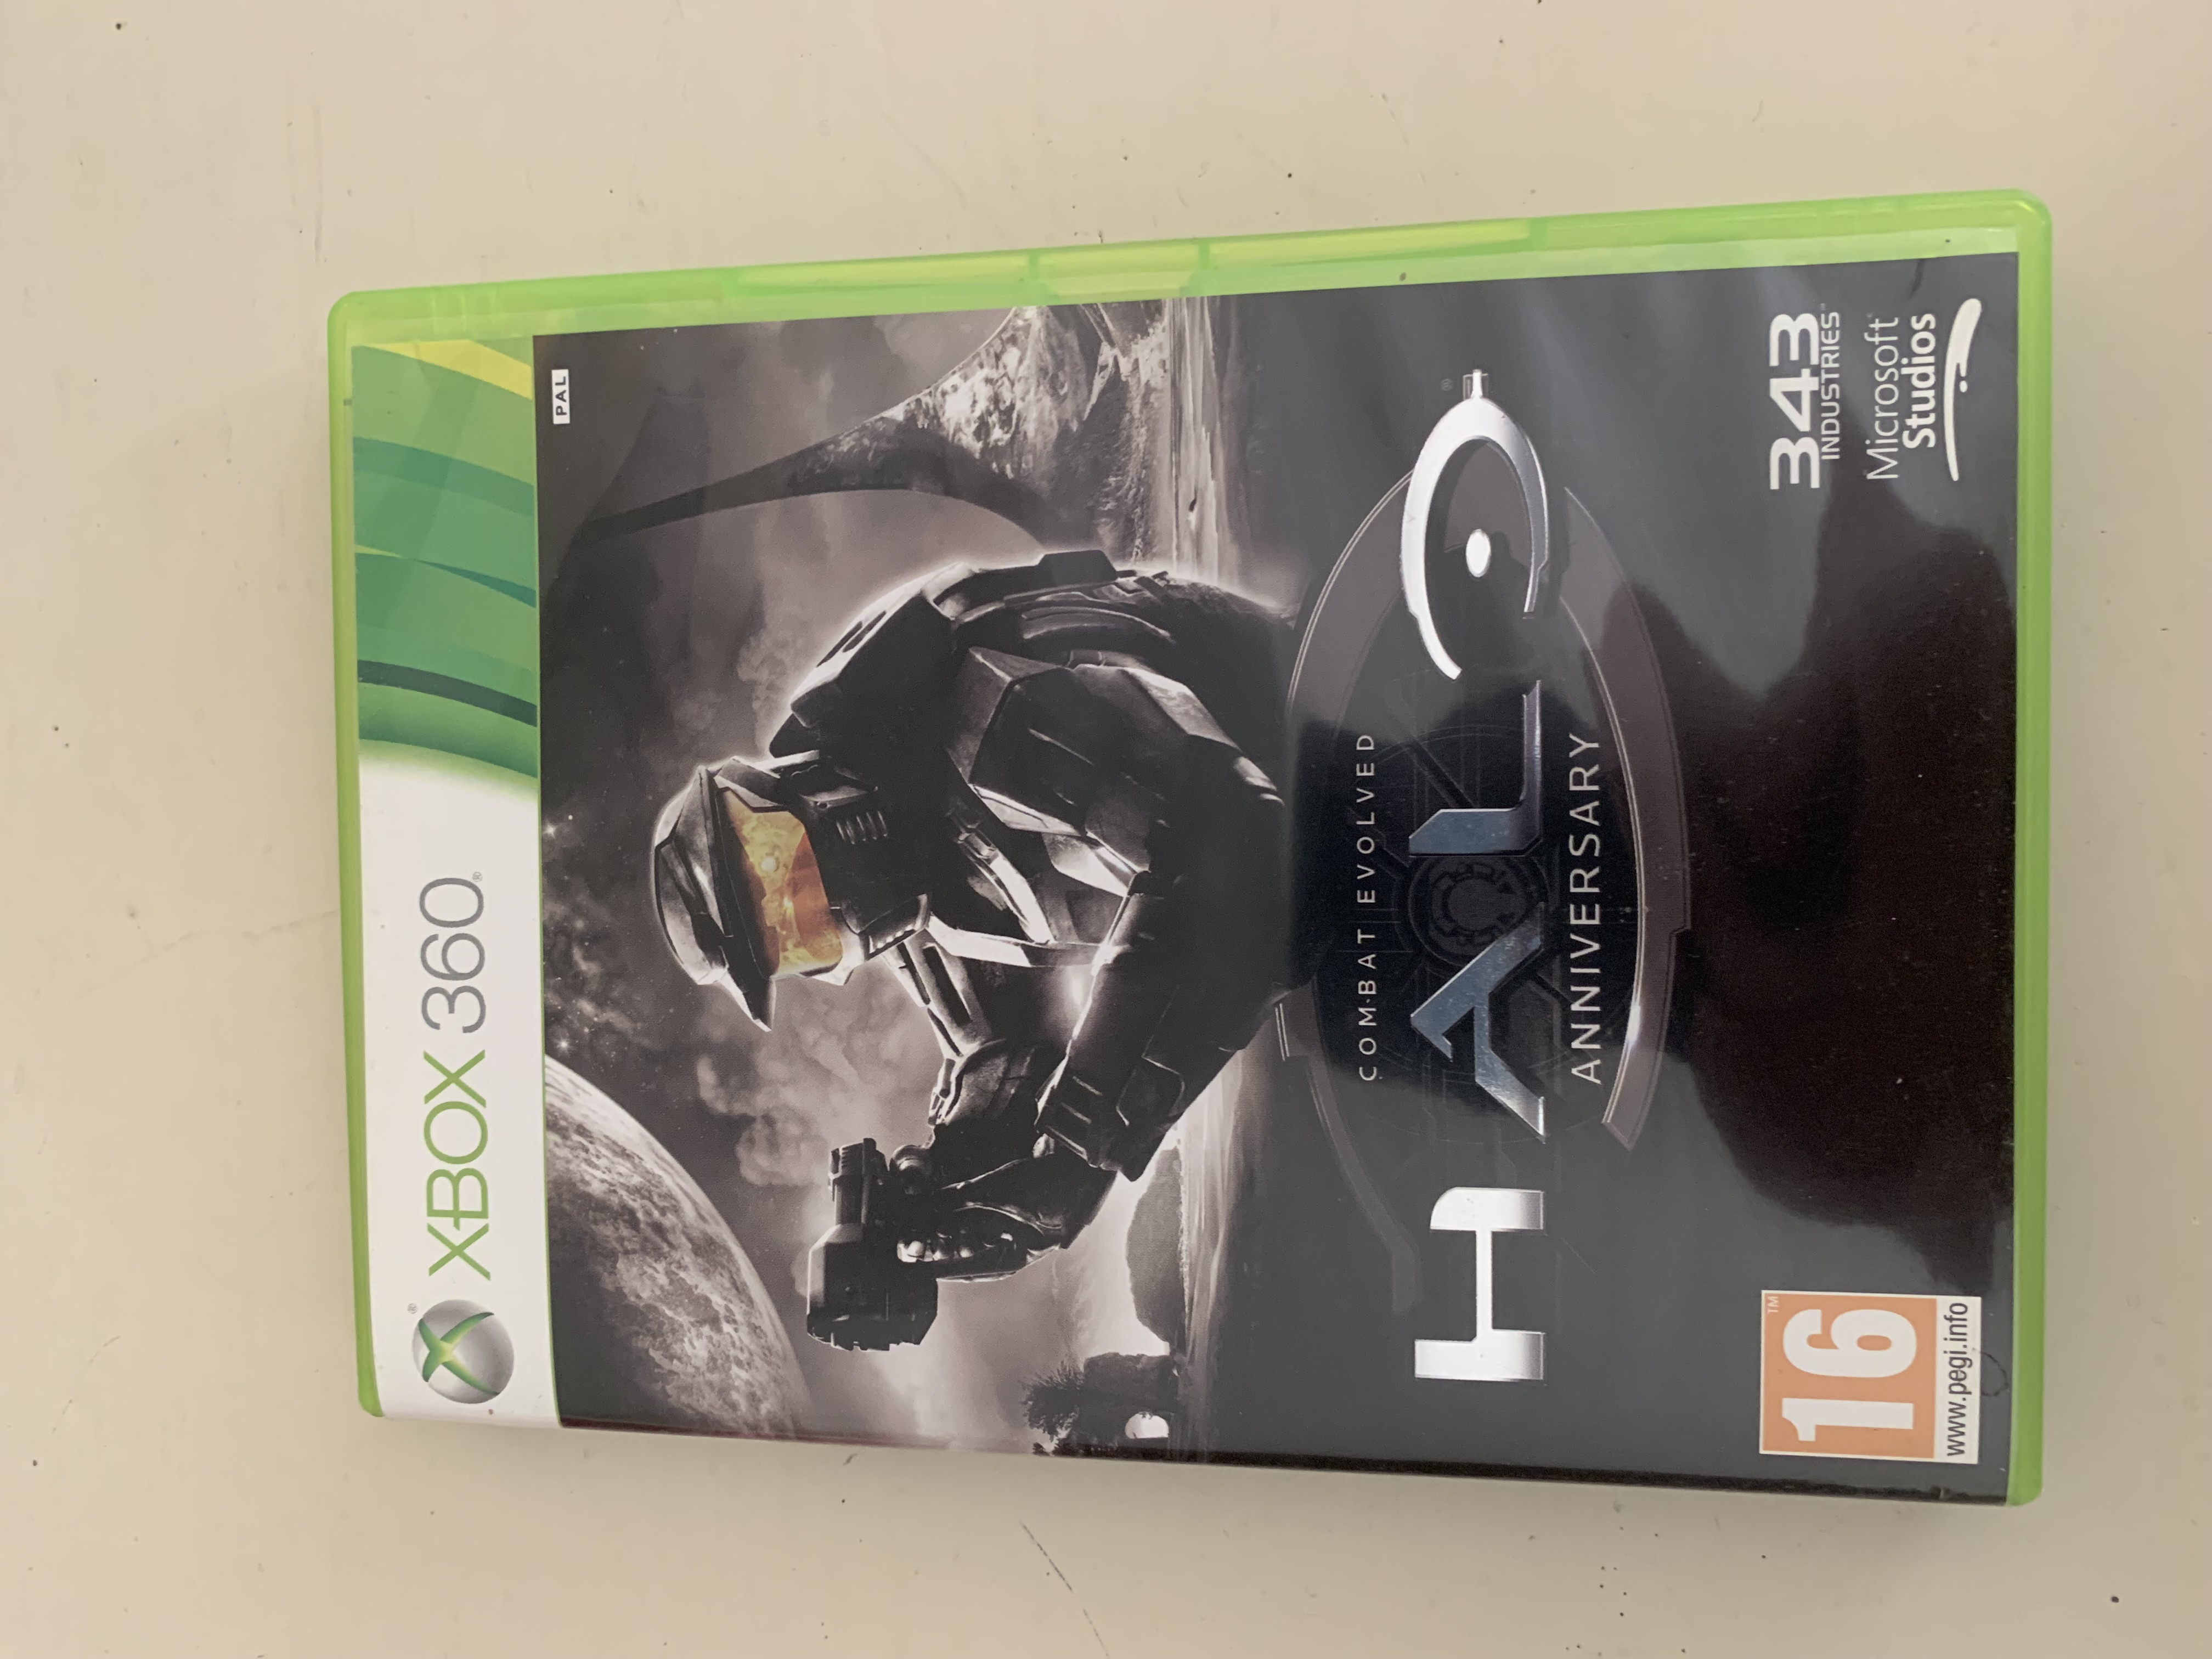 XBOX 360
PAL
COMBAT EVOLVED
HALO
ANNIVERSARY
16
www.pegi.info
343
INDUSTRIES
Microsoft
Studios